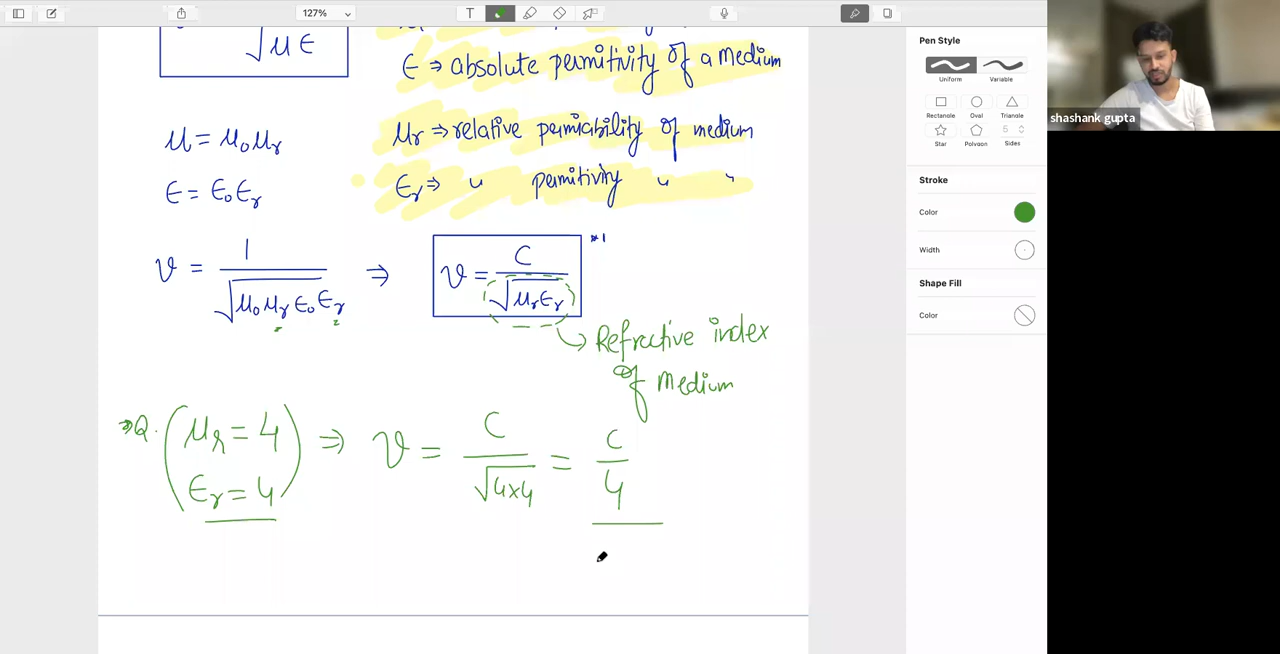 127%
T
√με
ϵ ⇒ absolute permitivity of a medium
μ = μ₀μᵣ
μᵣ ⇒ relative permiability of medium
ϵ = ϵ₀ϵᵣ
ϵᵣ ⇒ " permitivity " "
v = 1/√μ₀μᵣϵ₀ϵᵣ ⇒ v = C/√μᵣϵᵣ *1
Refractive index
of Medium
Q. (μᵣ = 4 ⇒ v = C/√4×4 = C/4
ϵᵣ = 4)
Pen Style
Uniform Variable
Rectangle Oval Triangle
5
Star Polygon Sides
Stroke
Color
Width
Shape Fill
Color
shashank gupta